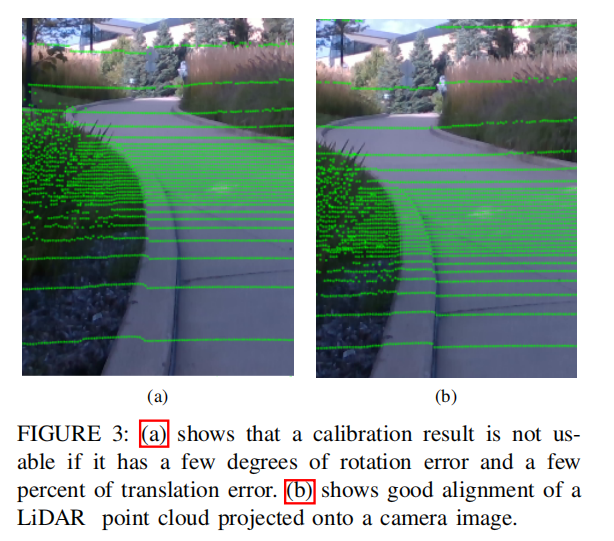 (a)
(b)
FIGURE 3: (a) shows that a calibration result is not us-
able if it has a few degrees of rotation error and a few
percent of translation error. (b) shows good alignment of a
LiDAR point cloud projected onto a camera image.